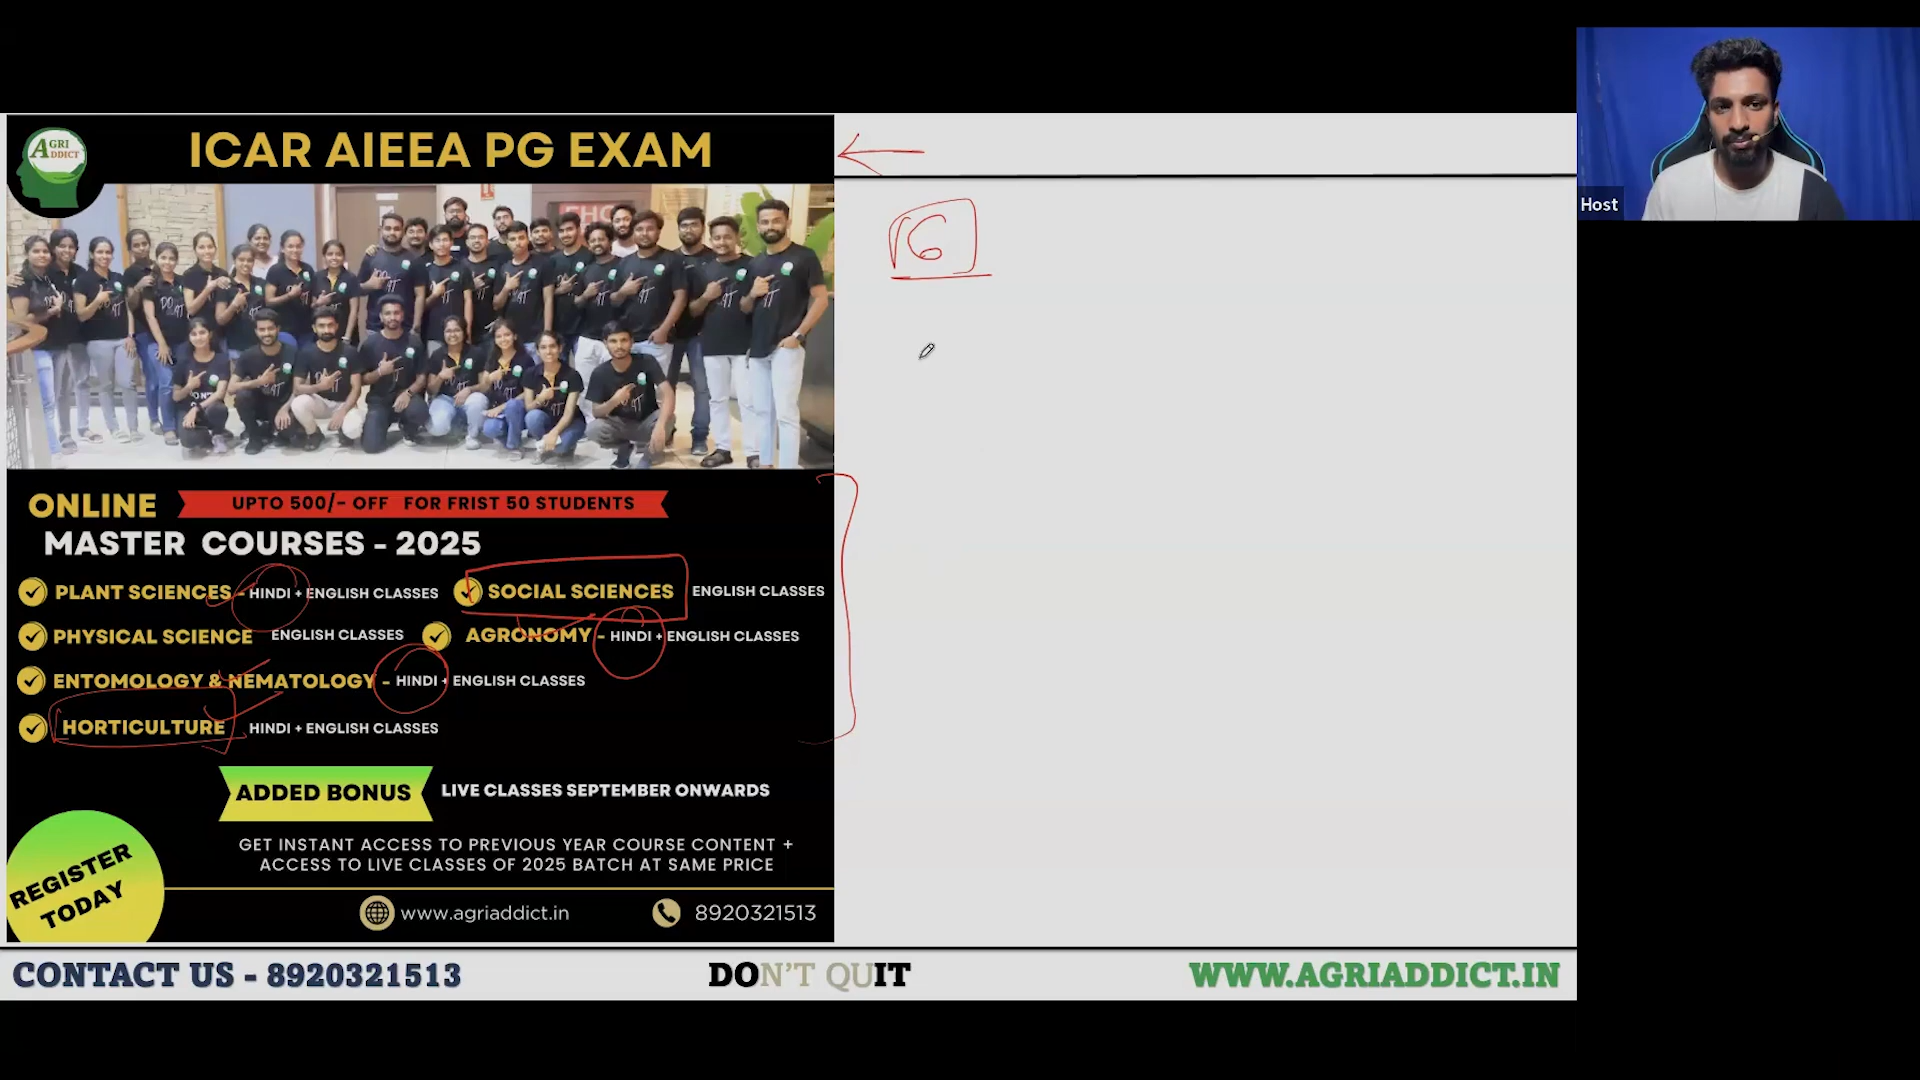 AGRI
ADDICT
ICAR AIEEA PG EXAM
6
Host
ONLINE
UPTO 500/- OFF FOR FRIST 50 STUDENTS
MASTER COURSES - 2025
PLANT SCIENCES - HINDI + ENGLISH CLASSES
SOCIAL SCIENCES ENGLISH CLASSES
PHYSICAL SCIENCE ENGLISH CLASSES
AGRONOMY - HINDI + ENGLISH CLASSES
ENTOMOLOGY & NEMATOLOGY - HINDI + ENGLISH CLASSES
HORTICULTURE HINDI + ENGLISH CLASSES
ADDED BONUS LIVE CLASSES SEPTEMBER ONWARDS
GET INSTANT ACCESS TO PREVIOUS YEAR COURSE CONTENT +
ACCESS TO LIVE CLASSES OF 2025 BATCH AT SAME PRICE
REGISTER
TODAY
www.agriaddict.in 8920321513
CONTACT US - 8920321513 DON'T QUIT WWW.AGRIADDICT.IN